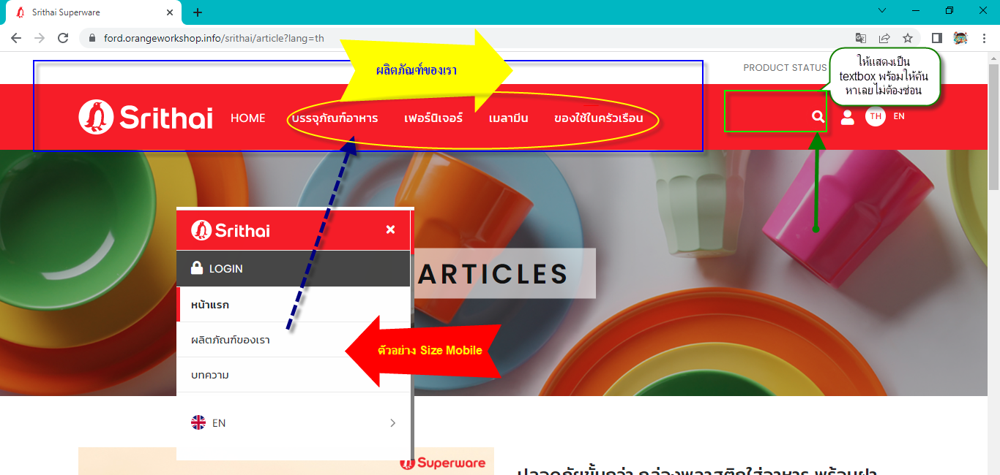 Srithai Superware
ford.orangeworkshop.info/srithai/article?lang=th
ผลิตภัณฑ์ของเรา
PRODUCT STATUS
ให้แสดงเป็น
textbox พร้อมให้ค้น
หาเลยไม่ต้องซ่อน
Srithai
HOME
บรรจุภัณฑ์อาหาร
เฟอร์นิเจอร์
เมลามีน
ของใช้ในครัวเรือน
TH
EN
Srithai
LOGIN
ARTICLES
หน้าแรก
ผลิตภัณฑ์ของเรา
ตัวอย่าง Size Mobile
บทความ
EN
Superware
ปลอดภัยขั้นกว่า กล่องพลาสติกใส่อาหาร พร้อมฝา